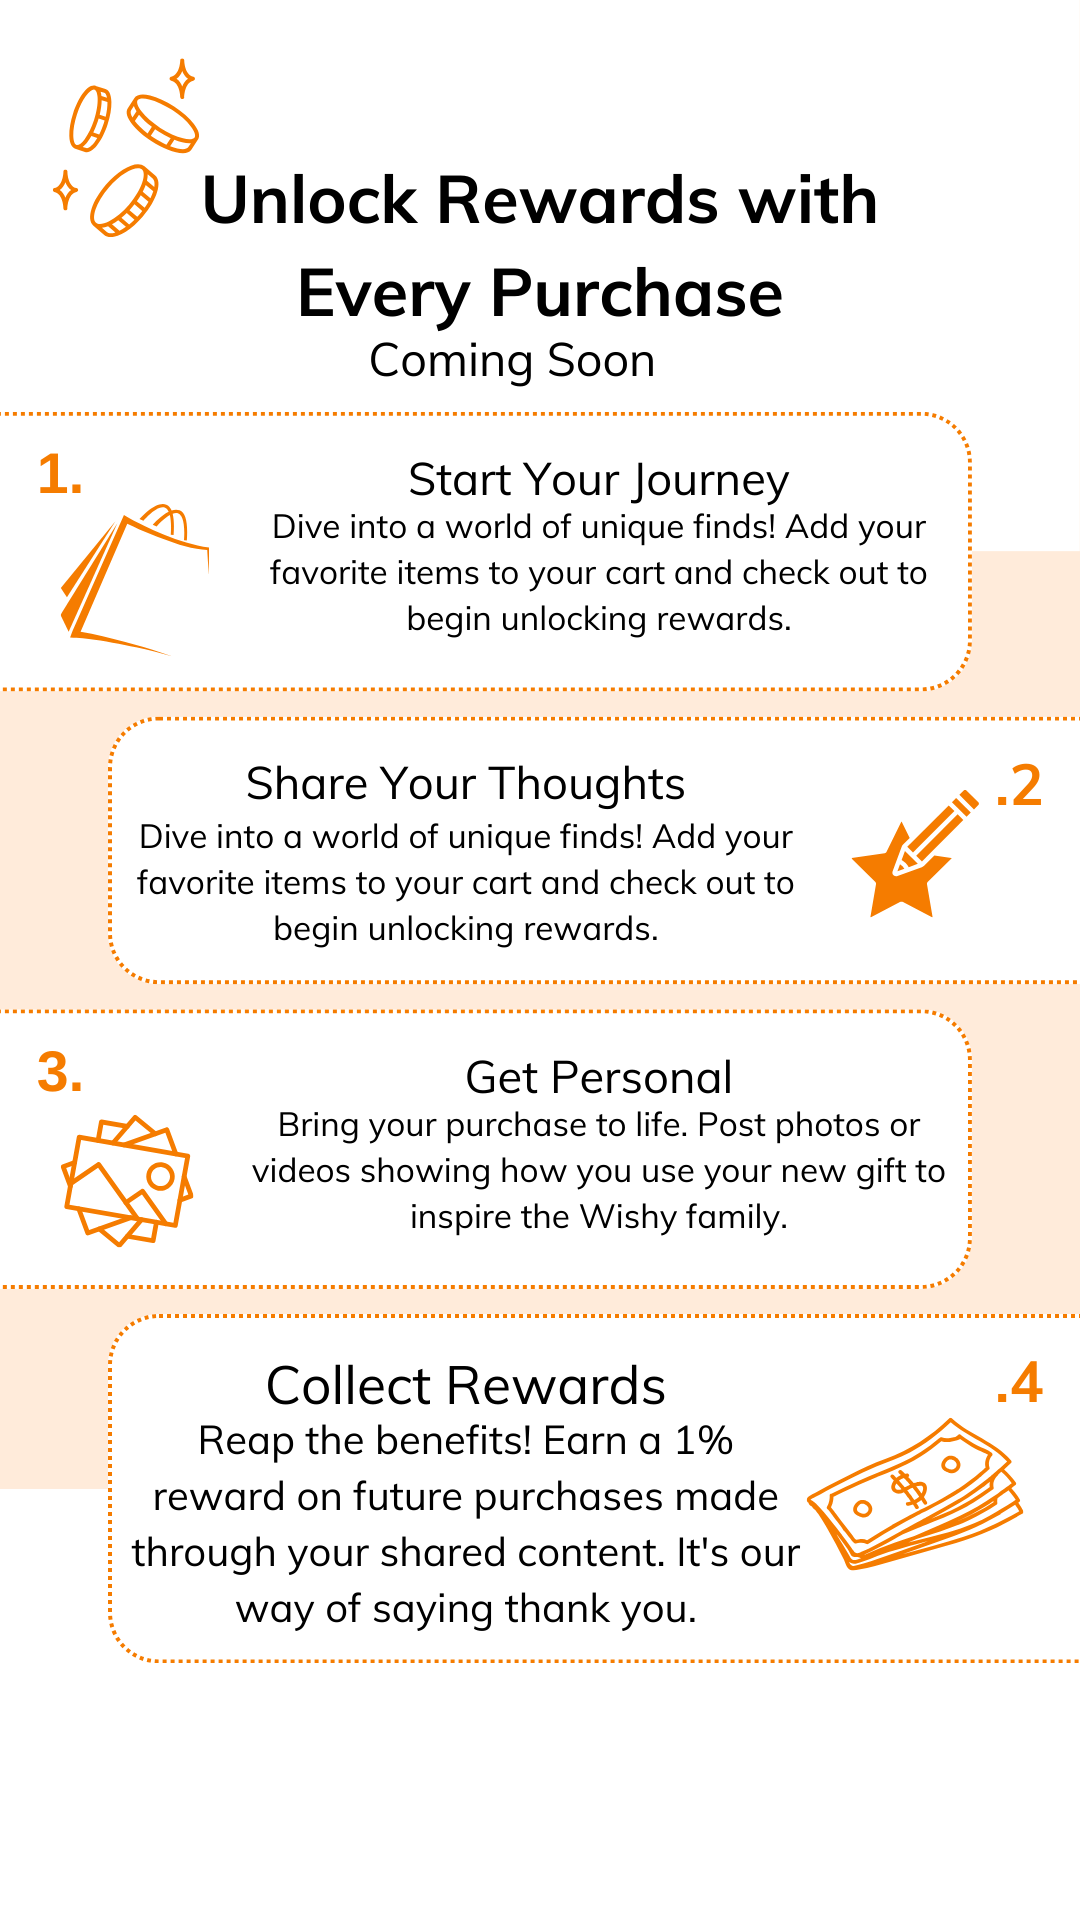 Unlock Rewards with
Every Purchase
Coming Soon
1.
Start Your Journey
Dive into a world of unique finds! Add your
favorite items to your cart and check out to
begin unlocking rewards.
.2
Share Your Thoughts
Dive into a world of unique finds! Add your
favorite items to your cart and check out to
begin unlocking rewards.
3.
Get Personal
Bring your purchase to life. Post photos or
videos showing how you use your new gift to
inspire the Wishy family.
.4
Collect Rewards
Reap the benefits! Earn a 1%
reward on future purchases made
through your shared content. It's our
way of saying thank you.